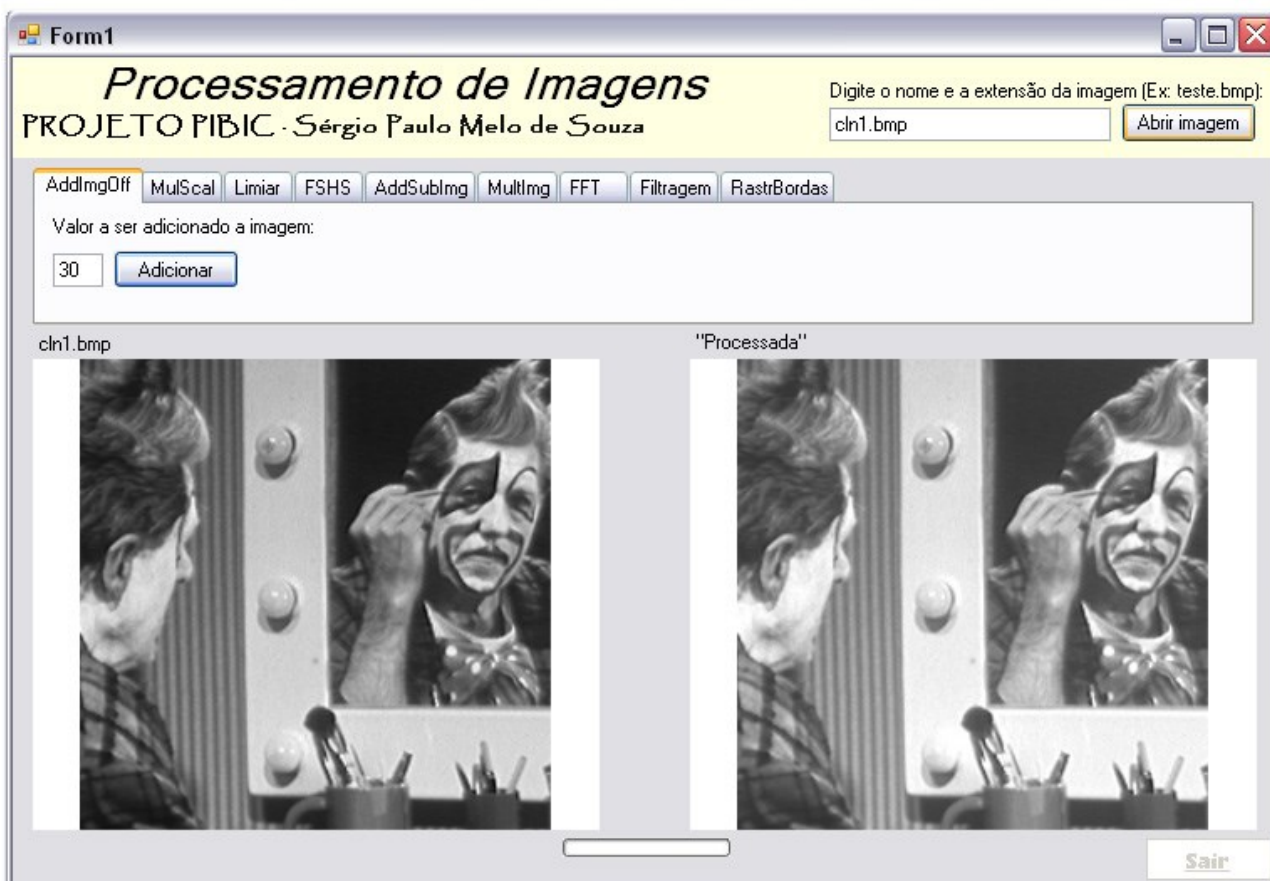 Form1
Processamento de Imagens
PROJETO PIBIC - Sérgio Paulo Melo de Souza
Digite o nome e a extensão da imagem (Ex: teste.bmp):
cln1.bmp
Abrir imagem
AddImgOff MulScal Limiar FSHS AddSubImg MultImg FFT Filtragem RastrBordas
Valor a ser adicionado a imagem:
30 Adicionar
cln1.bmp
"Processada"
Sair